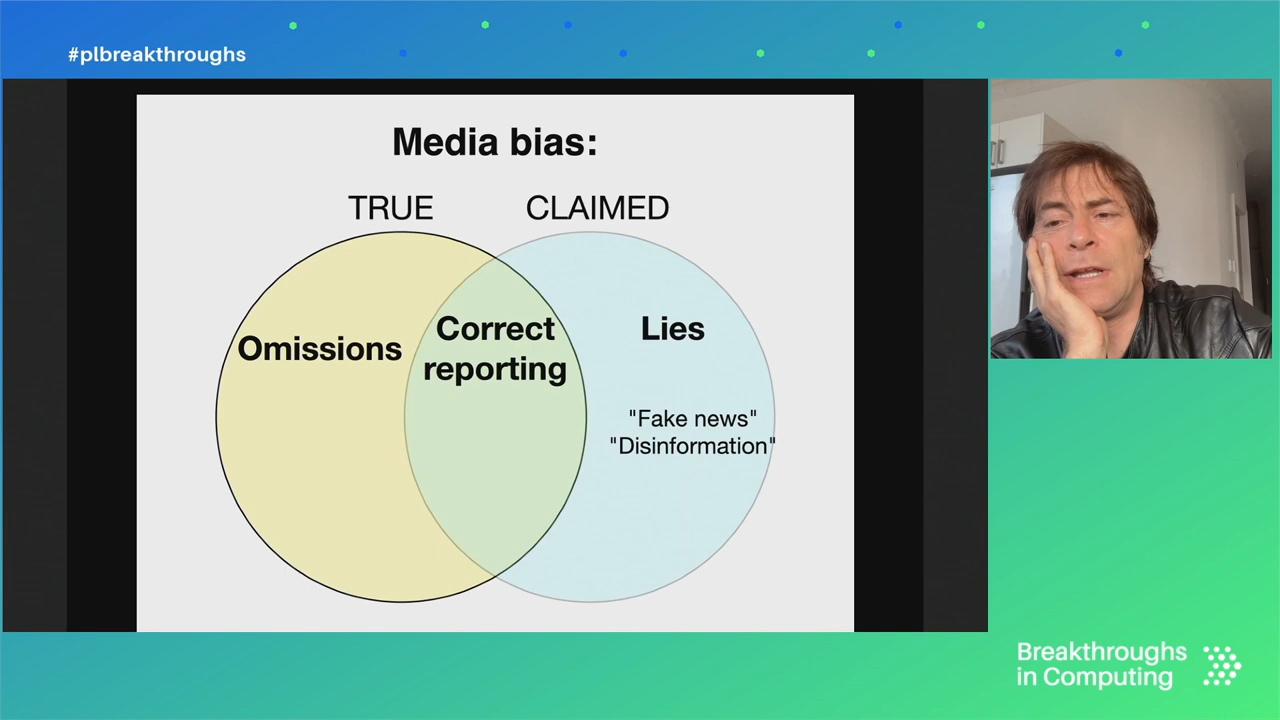 #plbreakthroughs
Media bias:
TRUE
CLAIMED
Omissions
Correct
reporting
Lies
"Fake news"
"Disinformation"
Breakthroughs
in Computing